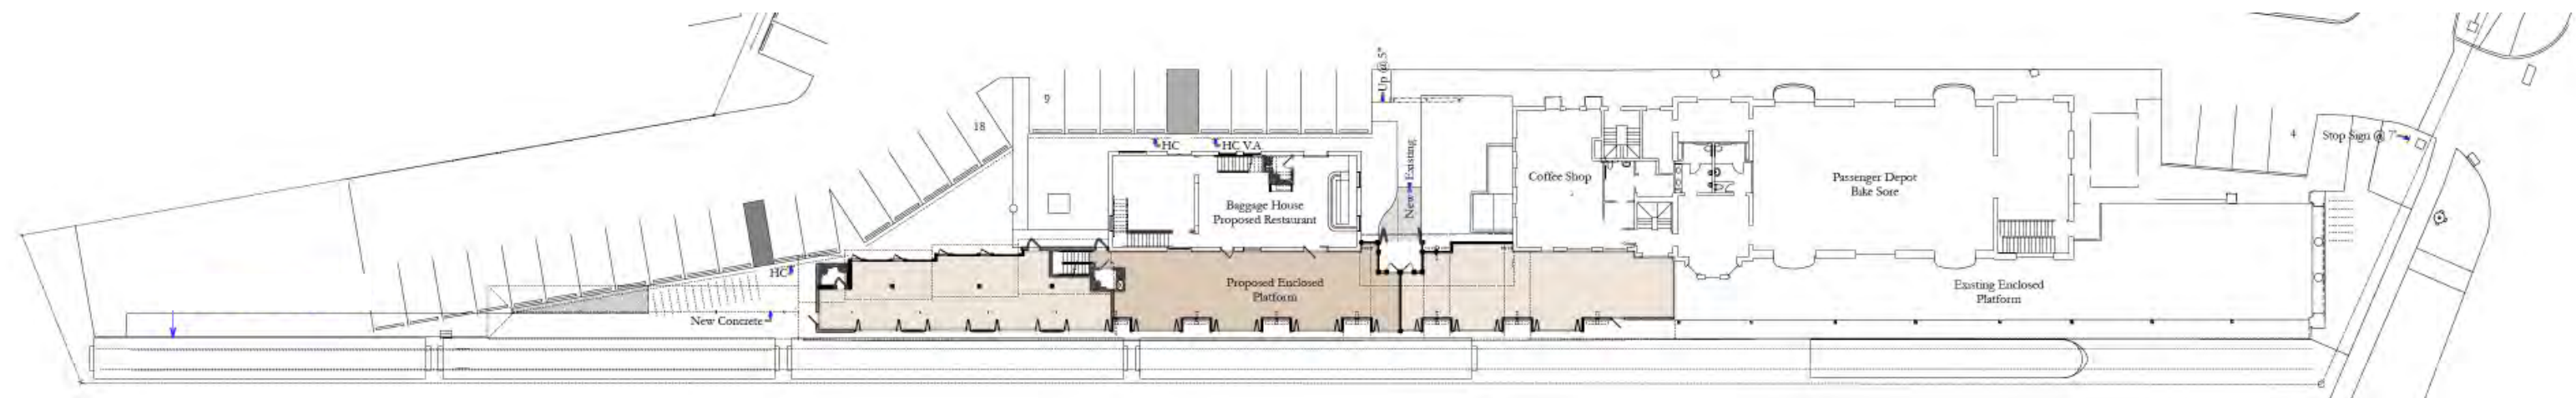 Up @ .5"
9
18
4
Stop Sign @ 7'
HC
HC V.A
New
Existing
Coffee Shop
Passenger Depot
Bake Sore
Baggage House
Proposed Restaurant
HC
Proposed Enclosed
Platform
Existing Enclosed
Platform
New Concrete